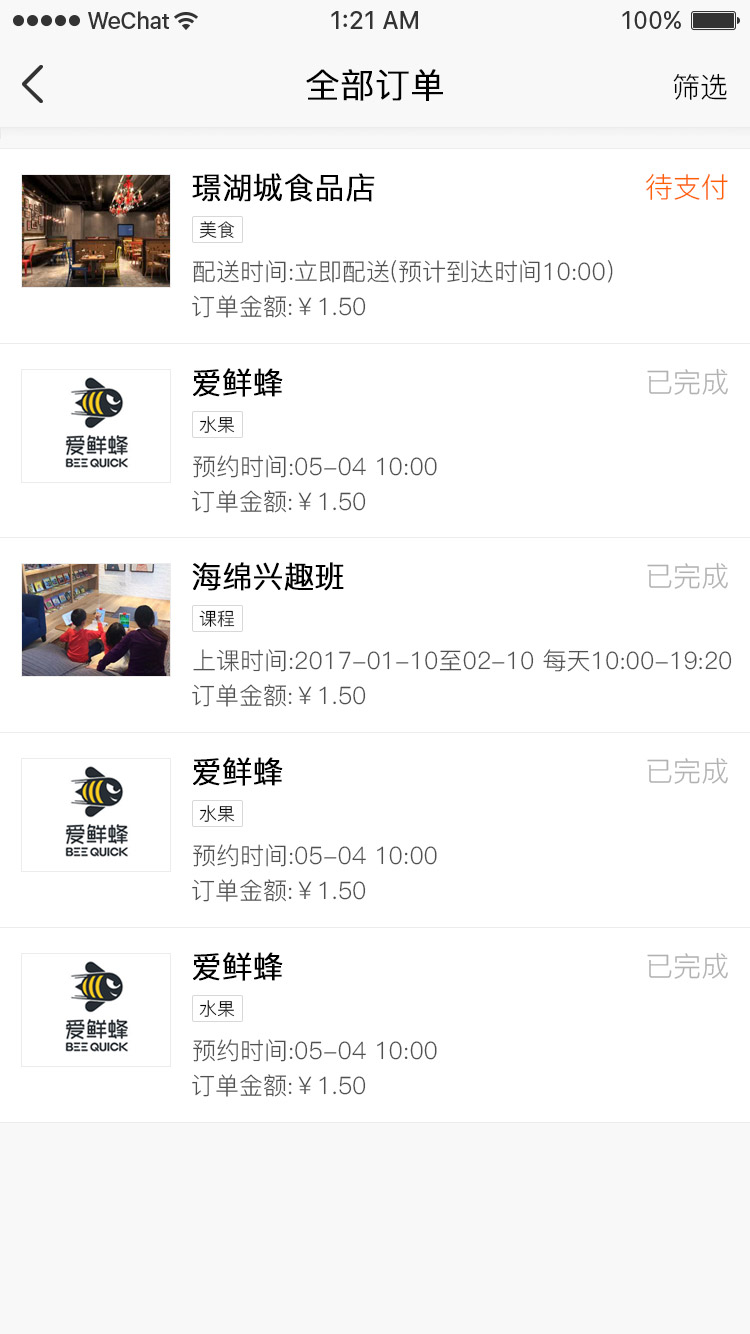 WeChat 1:21 AM 100%
全部订单 筛选
璟湖城食品店 待支付
美食
配送时间:立即配送(预计到达时间10:00)
订单金额:¥1.50
爱鲜蜂 已完成
爱鲜蜂
BEE QUICK
水果
预约时间:05-04 10:00
订单金额:¥1.50
海绵兴趣班 已完成
课程
上课时间:2017-01-10至02-10 每天10:00-19:20
订单金额:¥1.50
爱鲜蜂 已完成
爱鲜蜂
BEE QUICK
水果
预约时间:05-04 10:00
订单金额:¥1.50
爱鲜蜂 已完成
爱鲜蜂
BEE QUICK
水果
预约时间:05-04 10:00
订单金额:¥1.50